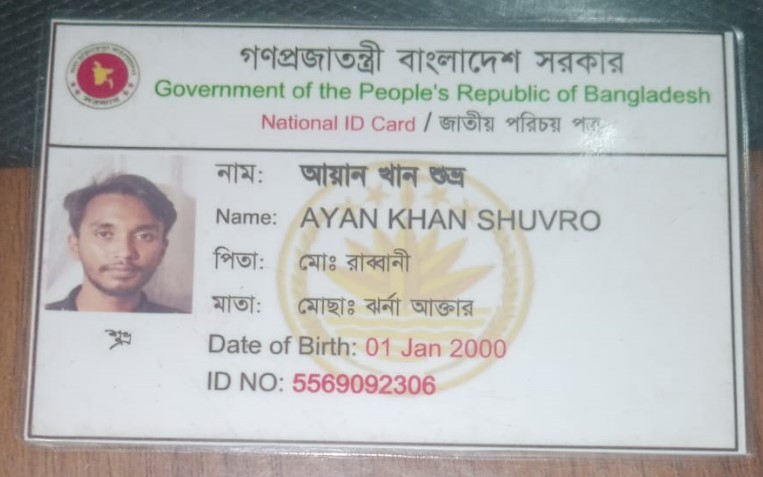 গণপ্রজাতন্ত্রী বাংলাদেশ সরকার
Government of the People's Republic of Bangladesh
National ID Card / জাতীয় পরিচয় পত্র
নাম: আয়ান খান শুভ্র
Name: AYAN KHAN SHUVRO
পিতা: মোঃ রাব্বানী
মাতা: মোছাঃ ঝর্না আক্তার
Date of Birth: 01 Jan 2000
ID NO: 5569092306